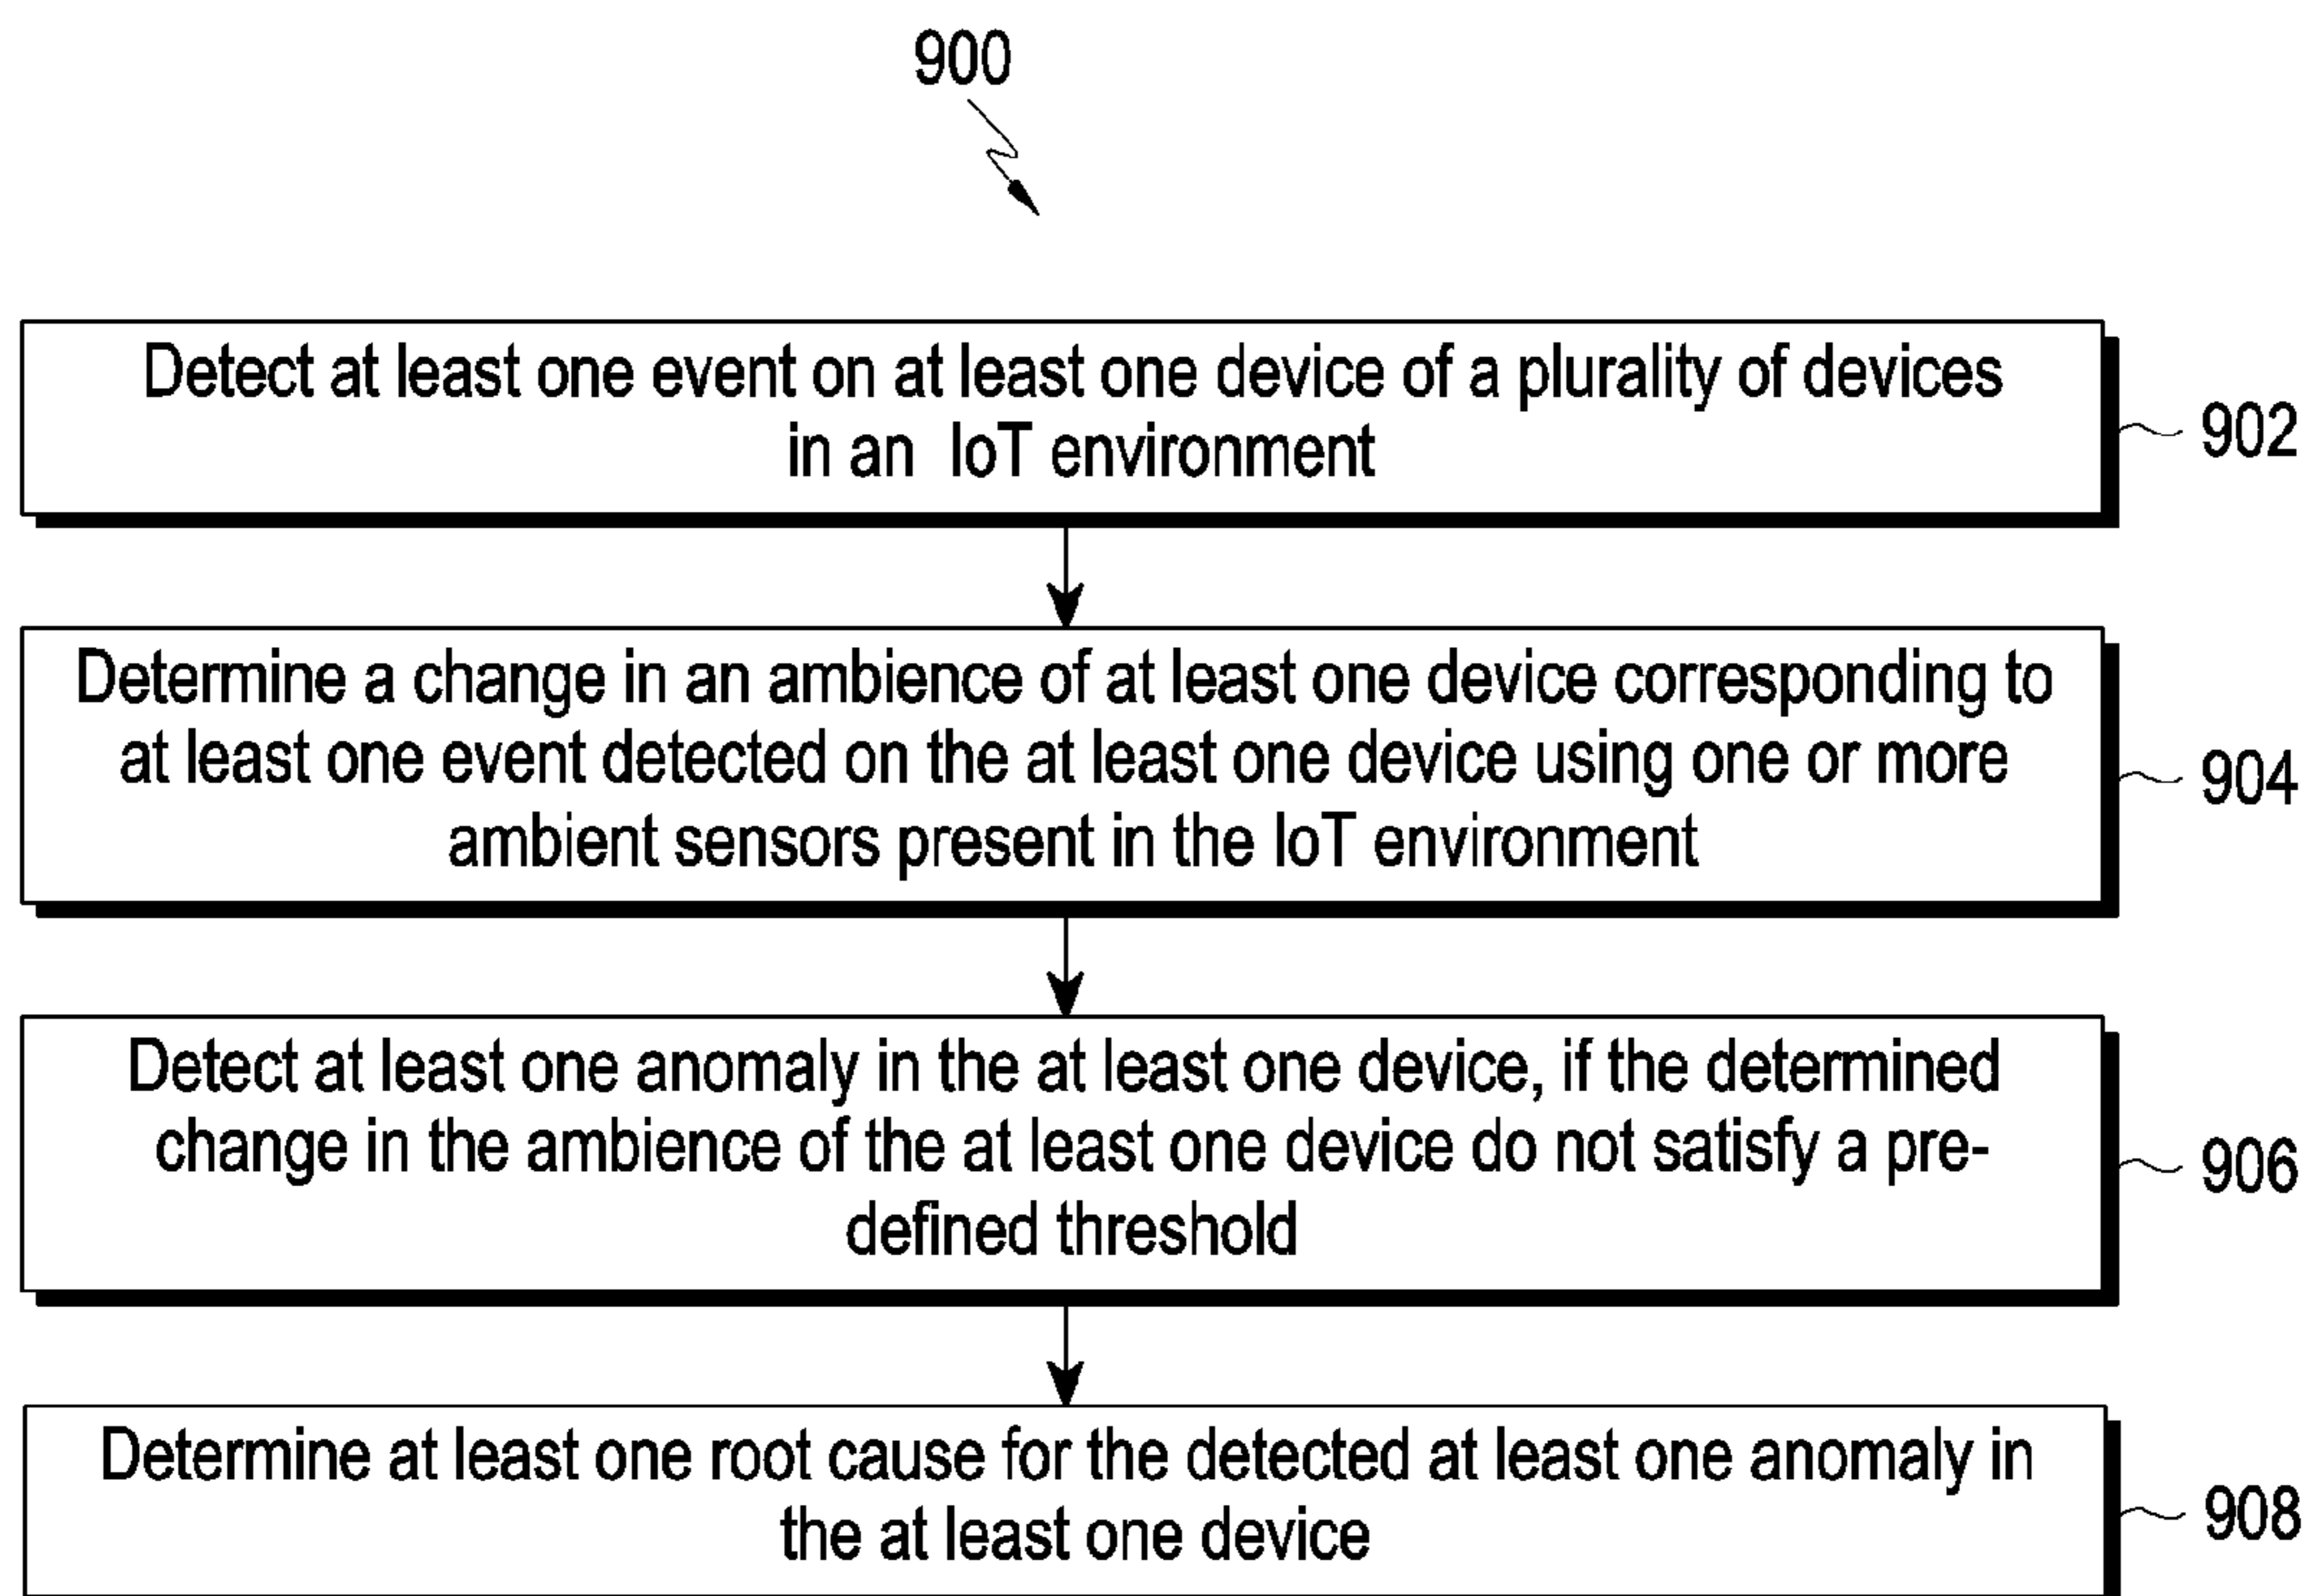 900
Detect at least one event on at least one device of a plurality of devices
in an IoT environment
902
Determine a change in an ambience of at least one device corresponding to
at least one event detected on the at least one device using one or more
ambient sensors present in the IoT environment
904
Detect at least one anomaly in the at least one device, if the determined
change in the ambience of the at least one device do not satisfy a pre-
defined threshold
906
Determine at least one root cause for the detected at least one anomaly in
the at least one device
908